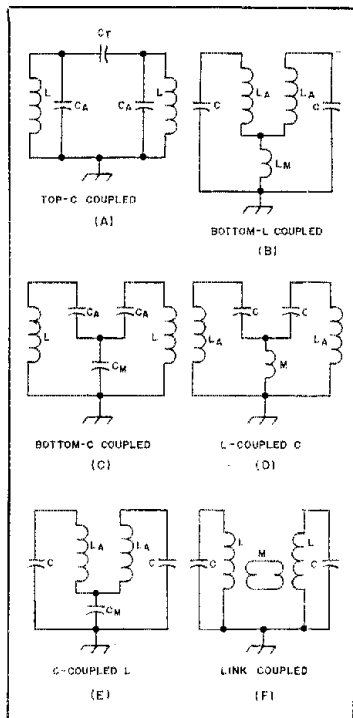 CT
L CA CA L
TOP-C COUPLED
(A)
C LA LA C
LM
BOTTOM-L COUPLED
(B)
L CA CA L
CM
BOTTOM-C COUPLED
(C)
LA C C LA
M
L-COUPLED C
(D)
C LA LA C
CM
C-COUPLED L
(E)
C L M L C
LINK COUPLED
(F)